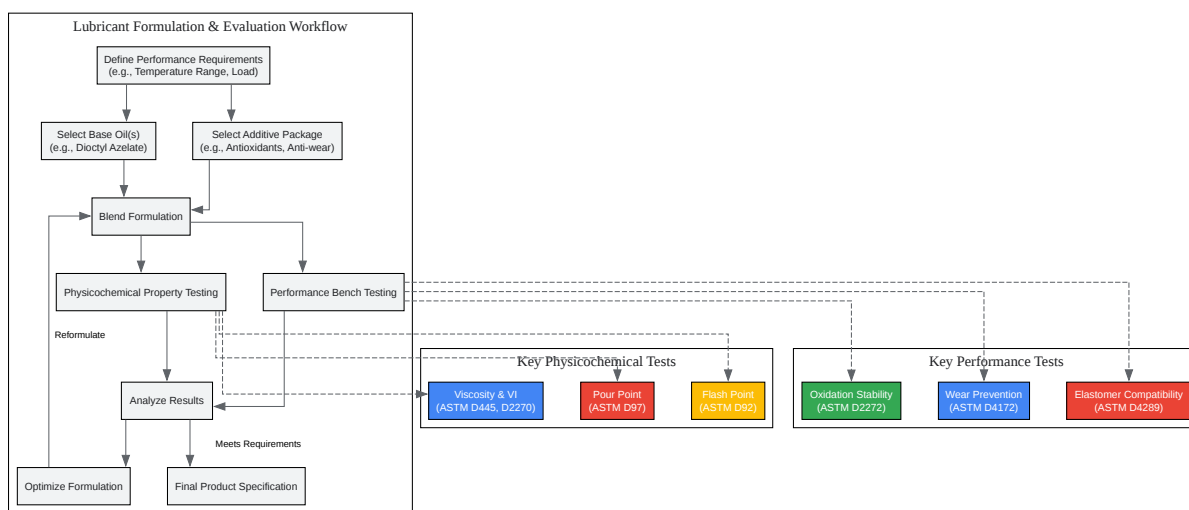 Lubricant Formulation & Evaluation Workflow
Define Performance Requirements
(e.g., Temperature Range, Load)
Select Base Oil(s)
(e.g., Dioctyl Azelate)
Select Additive Package
(e.g., Antioxidants, Anti-wear)
Blend Formulation
Physicochemical Property Testing
Performance Bench Testing
Reformulate
Analyze Results
Meets Requirements
Optimize Formulation
Final Product Specification
Key Physicochemical Tests
Viscosity & VI
(ASTM D445, D2270)
Pour Point
(ASTM D97)
Flash Point
(ASTM D92)
Key Performance Tests
Oxidation Stability
(ASTM D2272)
Wear Prevention
(ASTM D4172)
Elastomer Compatibility
(ASTM D4289)